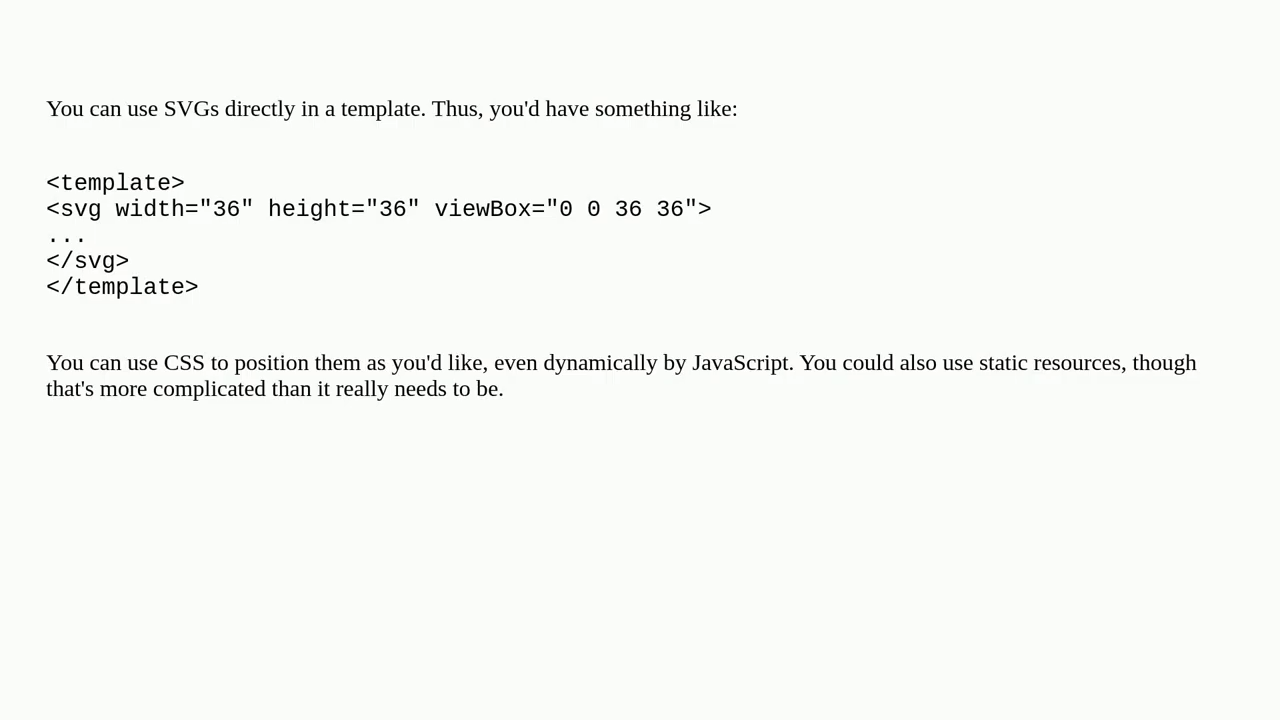 You can use SVGs directly in a template. Thus, you'd have something like:
<template>
<svg width="36" height="36" viewBox="0 0 36 36">
...
</svg>
</template>
You can use CSS to position them as you'd like, even dynamically by JavaScript. You could also use static resources, though
that's more complicated than it really needs to be.